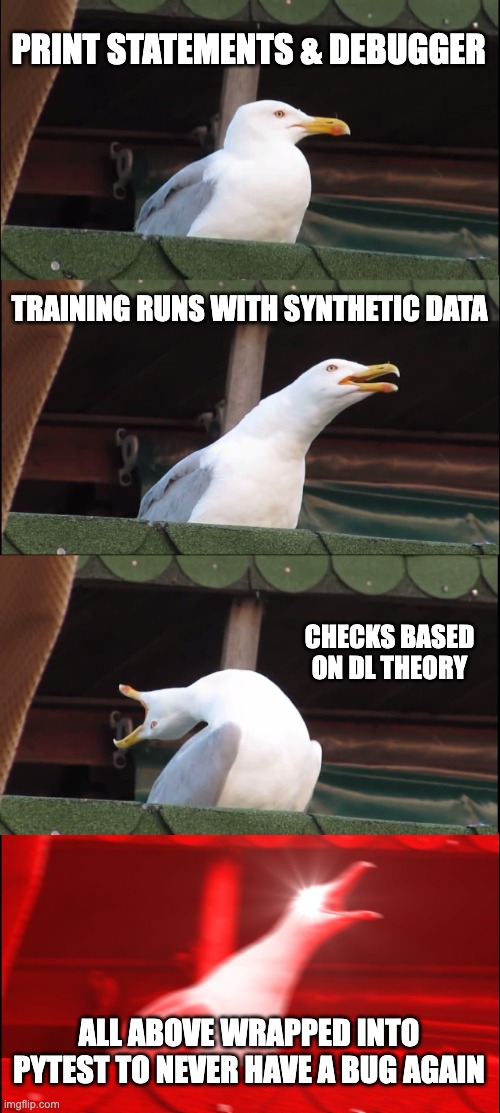 PRINT STATEMENTS & DEBUGGER
TRAINING RUNS WITH SYNTHETIC DATA
CHECKS BASED
ON DL THEORY
ALL ABOVE WRAPPED INTO
PYTEST TO NEVER HAVE A BUG AGAIN
imgflip.com